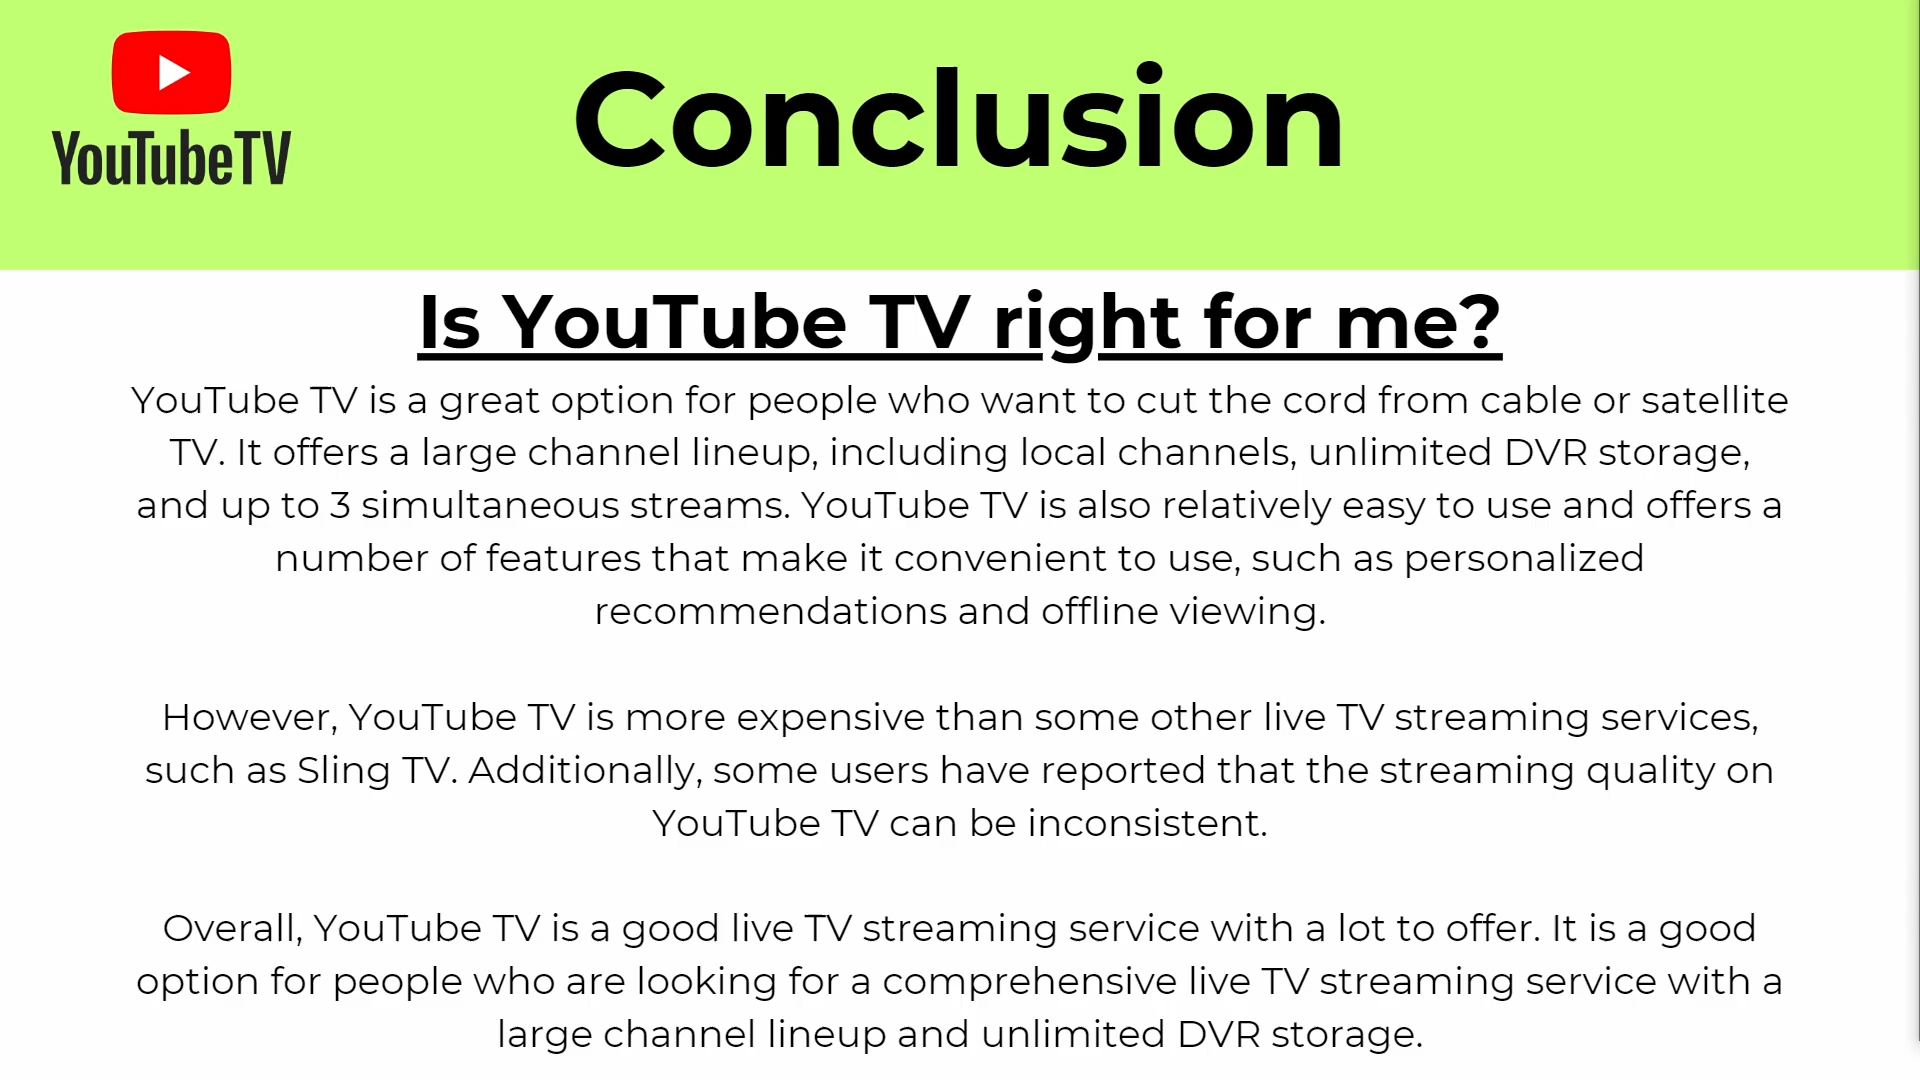 YouTubeTV
Conclusion
Is YouTube TV right for me?
YouTube TV is a great option for people who want to cut the cord from cable or satellite
TV. It offers a large channel lineup, including local channels, unlimited DVR storage,
and up to 3 simultaneous streams. YouTube TV is also relatively easy to use and offers a
number of features that make it convenient to use, such as personalized
recommendations and offline viewing.
However, YouTube TV is more expensive than some other live TV streaming services,
such as Sling TV. Additionally, some users have reported that the streaming quality on
YouTube TV can be inconsistent.
Overall, YouTube TV is a good live TV streaming service with a lot to offer. It is a good
option for people who are looking for a comprehensive live TV streaming service with a
large channel lineup and unlimited DVR storage.